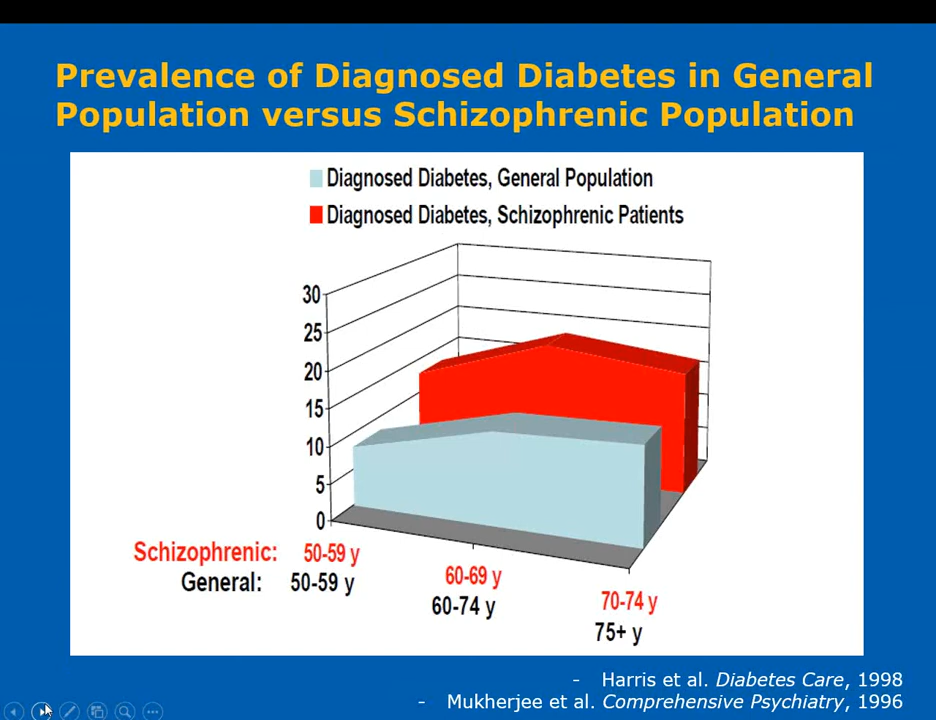 Prevalence of Diagnosed Diabetes in General
Population versus Schizophrenic Population
Diagnosed Diabetes, General Population
Diagnosed Diabetes, Schizophrenic Patients
30
25
20
15
10
5
0
Schizophrenic: 50-59 y
General: 50-59 y
60-69 y
60-74 y
70-74 y
75+ y
- Harris et al. Diabetes Care, 1998
- Mukherjee et al. Comprehensive Psychiatry, 1996